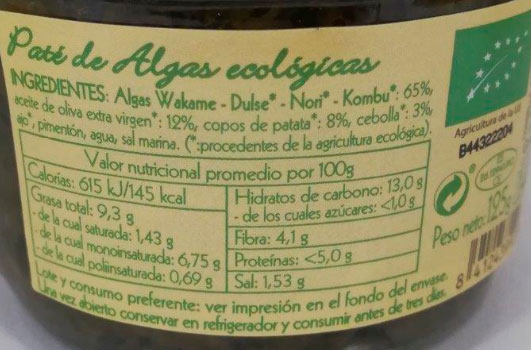 Paté de Algas ecológicas
INGREDIENTES: Algas Wakame - Dulse* - Nori* - Kombu*: 65%,
aceite de oliva extra virgen*: 12%, copos de patata*: 8%, cebolla*: 3%,
ajo*, pimentón, agua, sal marina. (*:procedentes de la agricultura ecológica).
Valor nutricional promedio por 100g
Calorías: 615 kJ/145 kcal
Grasa total: 9,3 g
- de la cual saturada: 1,43 g
- de la cual monoinsaturada: 6,75 g
- de la cual poliinsaturada: 0,69 g
Hidratos de carbono: 13,0 g
- de los cuales azúcares: <1,0 g
Fibra: 4,1 g
Proteínas: <5,0 g
Sal: 1,53 g
Lote y consumo preferente: ver impresión en el fondo del envase.
Una vez abierto conservar en refrigerador y consumir antes de tres días.
Agricultura de la UE
B44322204
Peso neto: 125g